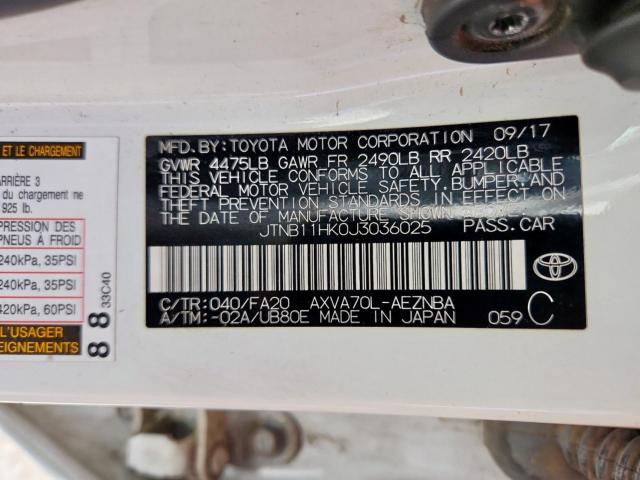 ET LE CHARGEMENT
ARRIÈRE 3
du chargement ne
925 lb.
PRESSION DES
PNEUS À FROID
240kPa, 35PSI
240kPa, 35PSI
420kPa, 60PSI
L'USAGER
EIGNEMENTS
88
33C40
MFD.BY:TOYOTA MOTOR CORPORATION 09/17
GVWR 4475LB GAWR FR 2490LB RR 2420LB
THIS VEHICLE CONFORMS TO ALL APPLICABLE
FEDERAL MOTOR VEHICLE SAFETY,BUMPER,AND
THEFT PREVENTION STANDARDS IN EFFECT ON
THE DATE OF MANUFACTURE SHOWN ABOVE.
JTNB11HK0J3036025 PASS.CAR
TOYOTA
C/TR:040/FA20 AXVA70L-AEZNBA
A/TM:-02A/UB80E MADE IN JAPAN 059 C